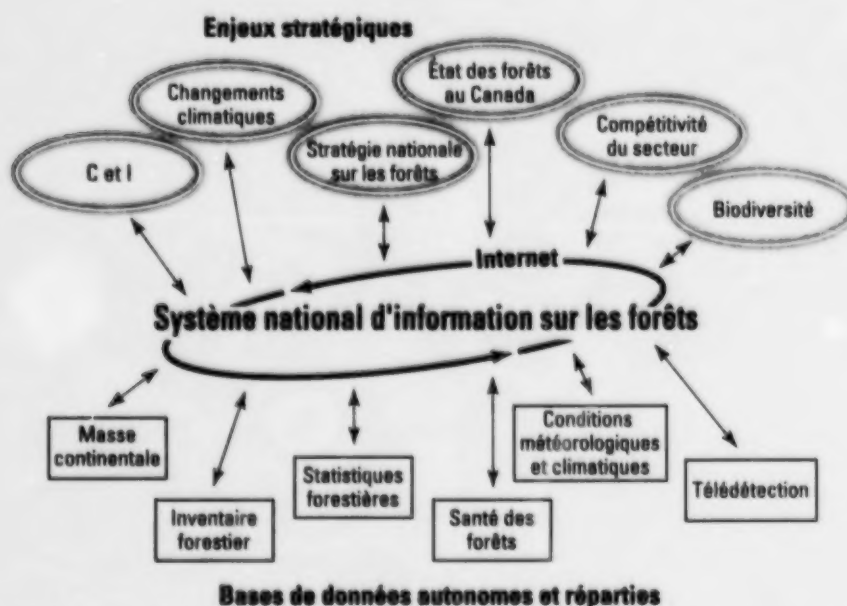 Enjeux stratégiques
C et I
Changements
climatiques
Stratégie nationale
sur les forêts
État des forêts
au Canada
Compétitivité
du secteur
Biodiversité
Internet
Système national d'information sur les forêts
Masse
continentale
Inventaire
forestier
Statistiques
forestières
Santé des
forêts
Conditions
météorologiques
et climatiques
Télédétection
Bases de données autonomes et réparties